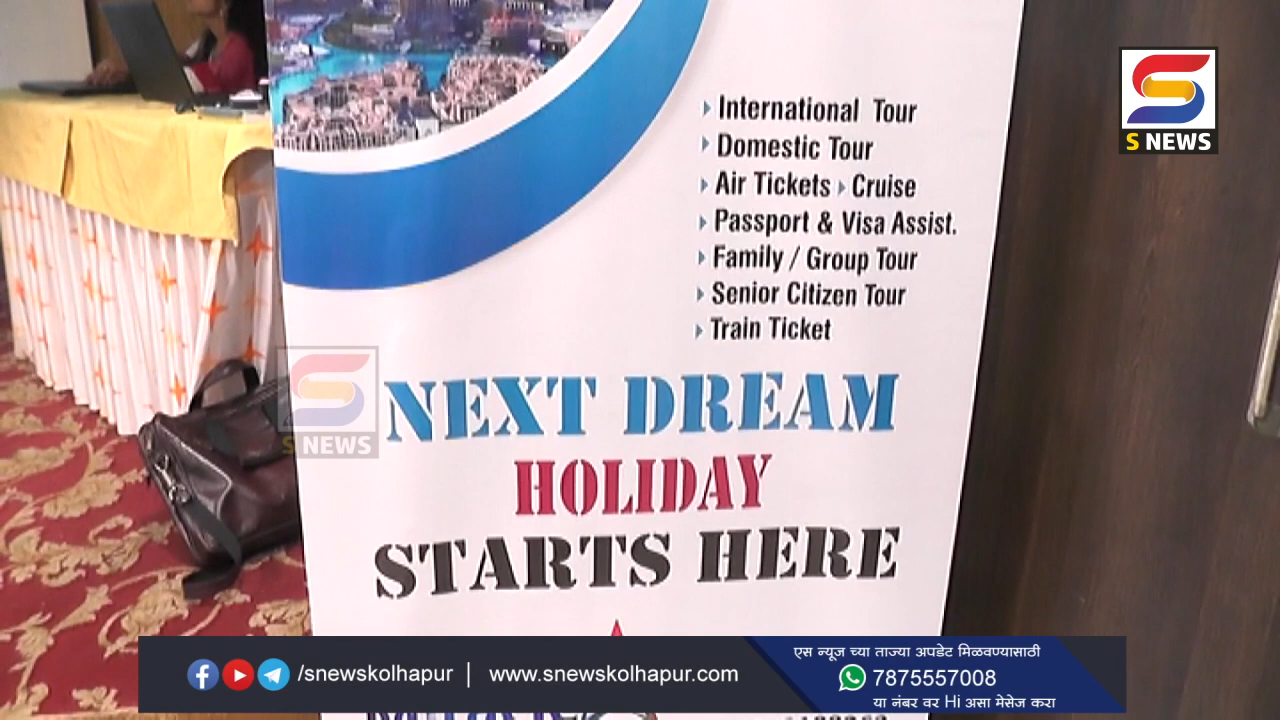 International Tour
Domestic Tour
Air Tickets Cruise
Passport & Visa Assist.
Family / Group Tour
Senior Citizen Tour
Train Ticket
NEXT DREAM
HOLIDAY
STARTS HERE
S NEWS
S NEWS
/snewskolhapur | www.snewskolhapur.com
एस न्यूज च्या ताज्या अपडेट मिळवण्यासाठी
7875557008
या नंबर वर Hi असा मेसेज करा